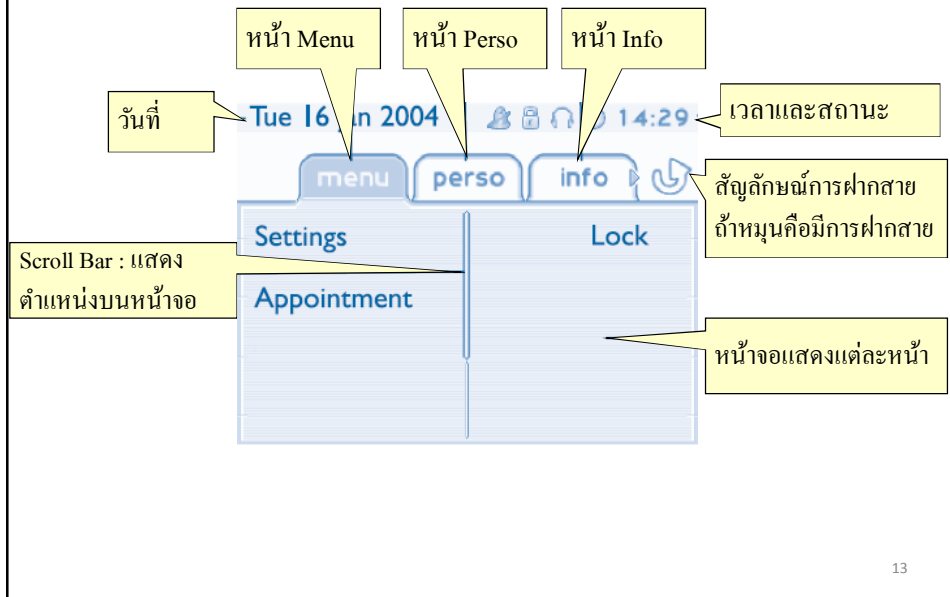 หน้า Menu
หน้า Perso
หน้า Info
วันที่
Tue 16 Jun 2004
14:29
เวลาและสถานะ
menu
perso
info
สัญลักษณ์การฝากสาย
ถ้าหมุนคือมีการฝากสาย
Settings
Lock
Scroll Bar : แสดง
ตำแหน่งบนหน้าจอ
Appointment
หน้าจอแสดงแต่ละหน้า
13